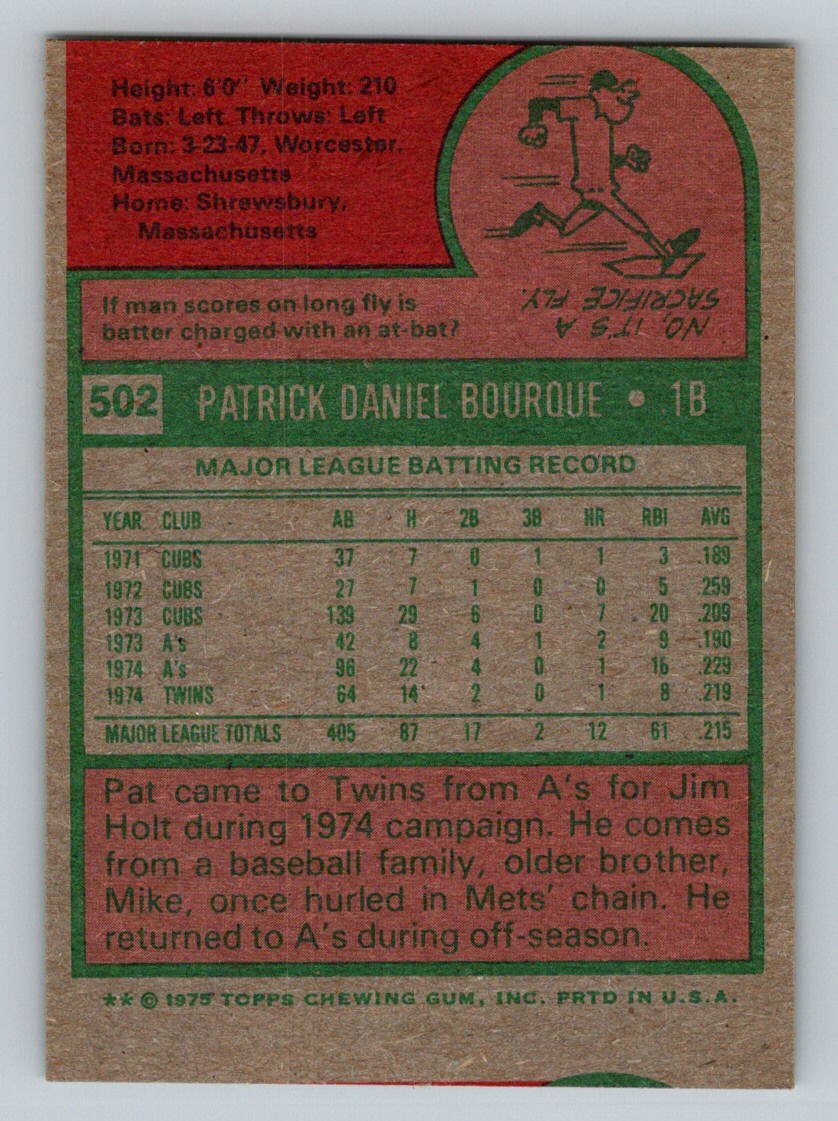 Height: 6'0" Weight: 210
Bats: Left Throws: Left
Born: 3-23-47, Worcester,
Massachusetts
Home: Shrewsbury,
Massachusetts
If man scores on long fly is
batter charged with an at-bat?
NO, IT'S A
SACRIFICE FLY.
502 PATRICK DANIEL BOURQUE • 1B
MAJOR LEAGUE BATTING RECORD
YEAR CLUB AB H 2B 3B HR RBI AVG
1971 CUBS 37 7 0 1 1 3 .189
1972 CUBS 27 7 1 0 0 5 .259
1973 CUBS 139 29 6 0 7 20 .209
1973 A's 42 8 4 1 2 9 .190
1974 A's 96 22 4 0 1 16 .229
1974 TWINS 64 14 2 0 1 8 .219
MAJOR LEAGUE TOTALS 405 87 17 2 12 61 .215
Pat came to Twins from A's for Jim
Holt during 1974 campaign. He comes
from a baseball family, older brother,
Mike, once hurled in Mets' chain. He
returned to A's during off-season.
** © 1975 TOPPS CHEWING GUM, INC. PRTD IN U.S.A.